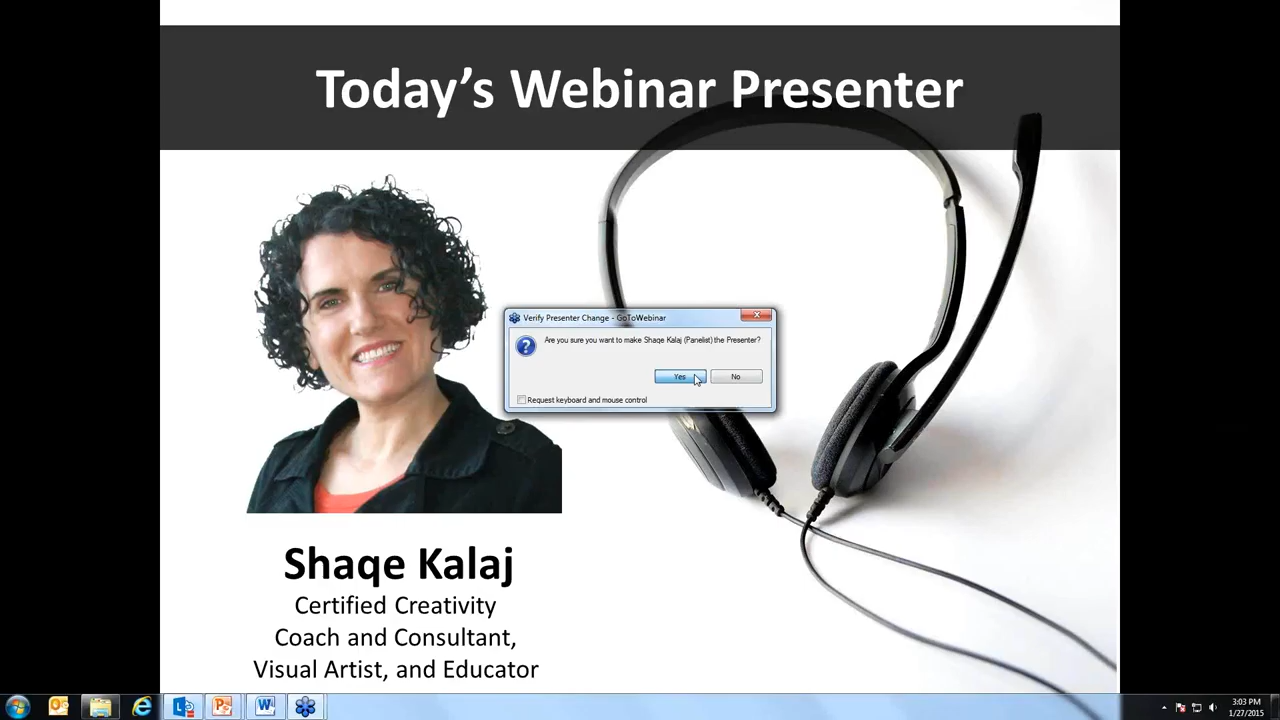 Today's Webinar Presenter
Verify Presenter Change - GoToWebinar
Are you sure you want to make Shaqe Kalaj (Panelist) the Presenter?
Yes
No
Request keyboard and mouse control
Shaqe Kalaj
Certified Creativity
Coach and Consultant,
Visual Artist, and Educator
3:03 PM
1/27/2015